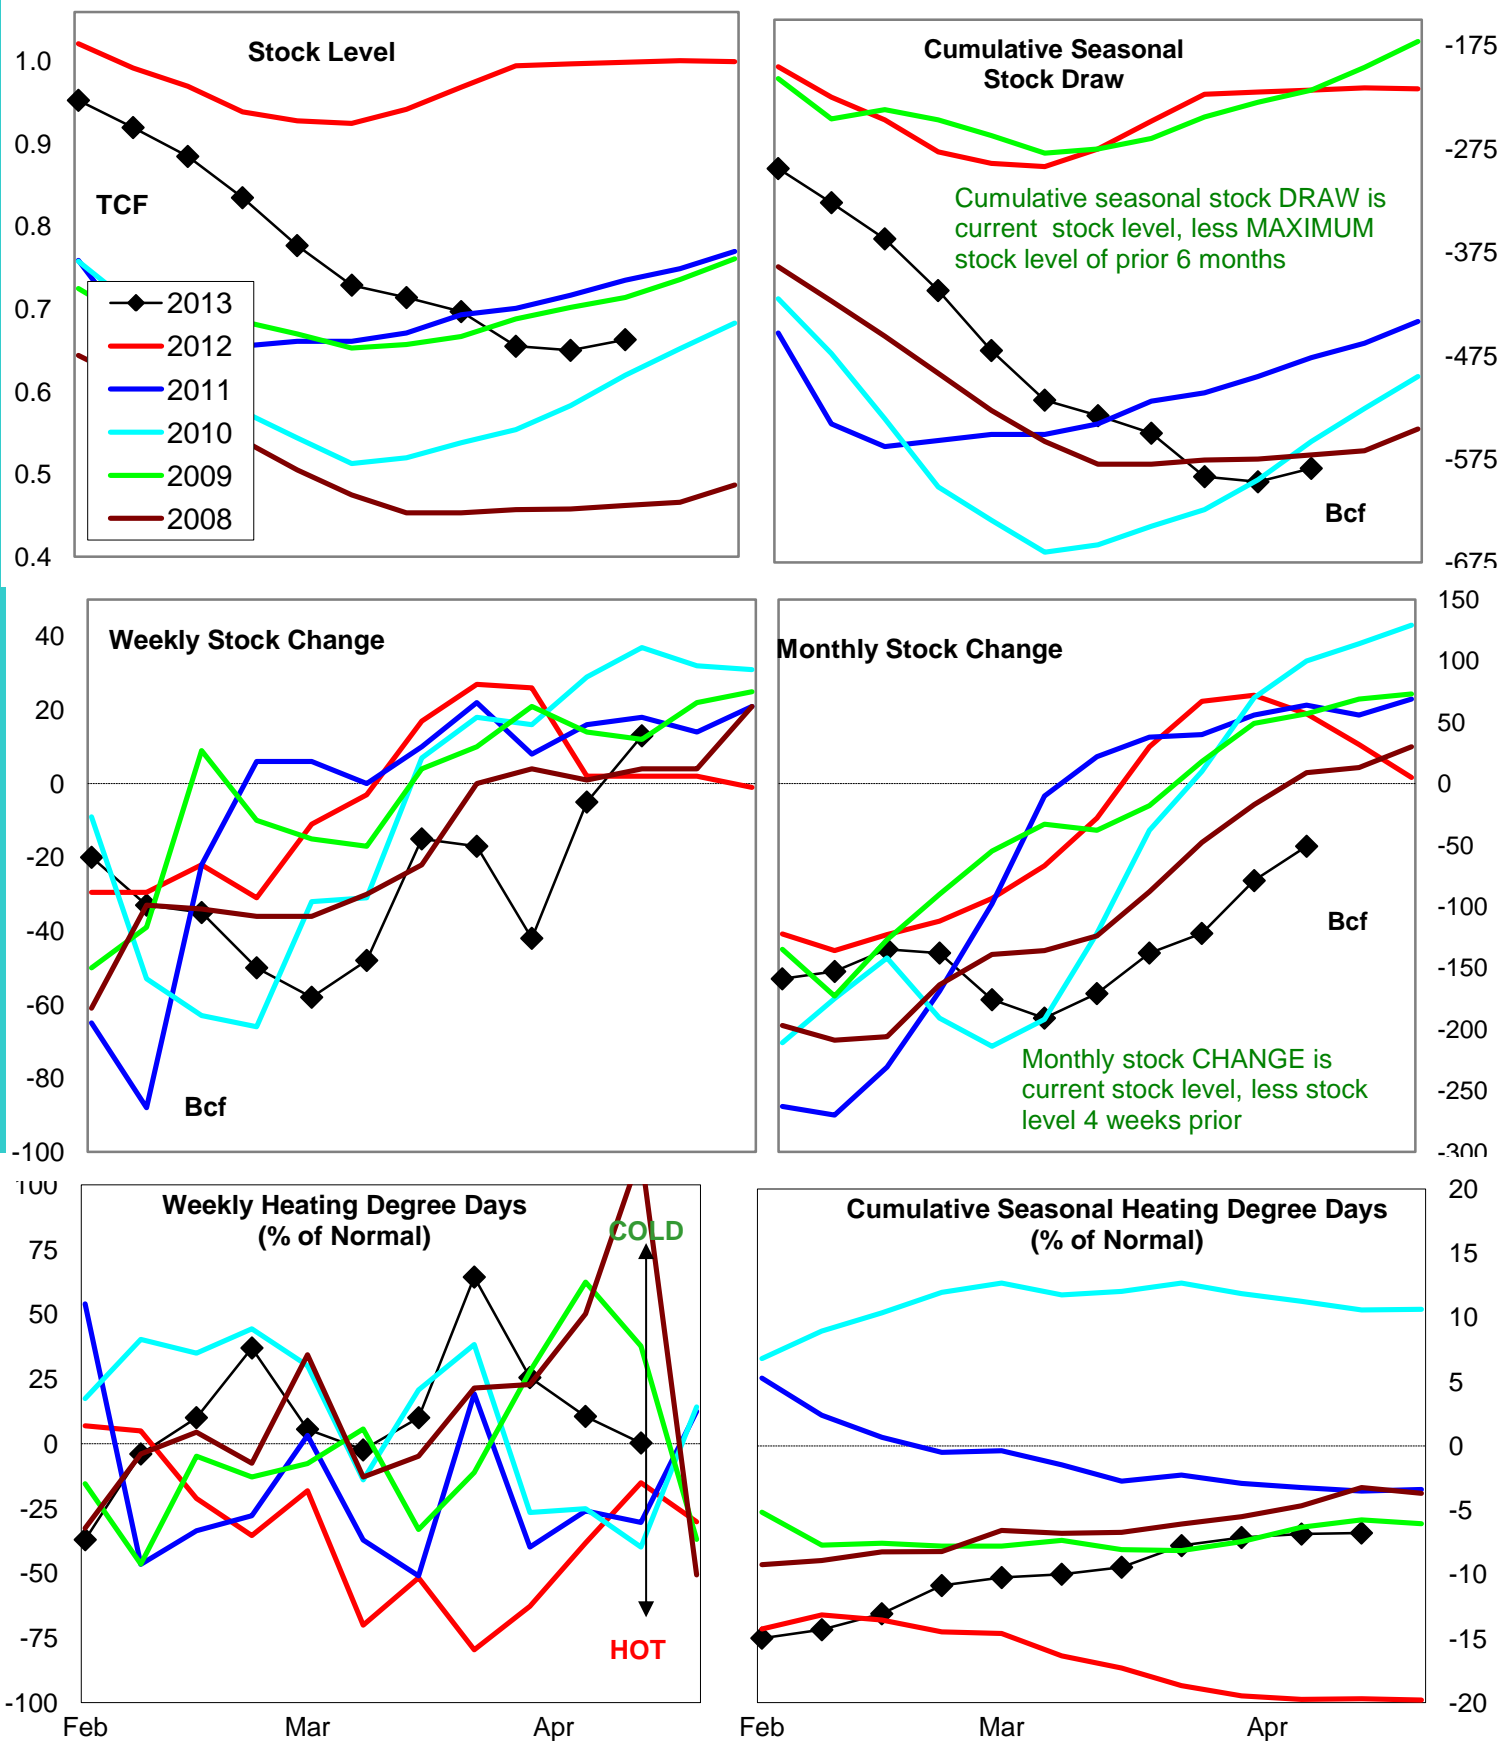 Stock Level
1.0
0.9
0.8
0.7
0.6
0.5
0.4
TCF
2013
2012
2011
2010
2009
2008
Cumulative Seasonal
Stock Draw
-175
-275
-375
-475
-575
-675
Cumulative seasonal stock DRAW is
current stock level, less MAXIMUM
stock level of prior 6 months
Bcf
Weekly Stock Change
40
20
0
-20
-40
-60
-80
-100
Bcf
Monthly Stock Change
150
100
50
0
-50
-100
-150
-200
-250
-300
Bcf
Monthly stock CHANGE is
current stock level, less stock
level 4 weeks prior
Weekly Heating Degree Days
(% of Normal)
100
75
50
25
0
-25
-50
-75
-100
COLD
HOT
Feb Mar Apr
Cumulative Seasonal Heating Degree Days
(% of Normal)
20
15
10
5
0
-5
-10
-15
-20
Feb Mar Apr